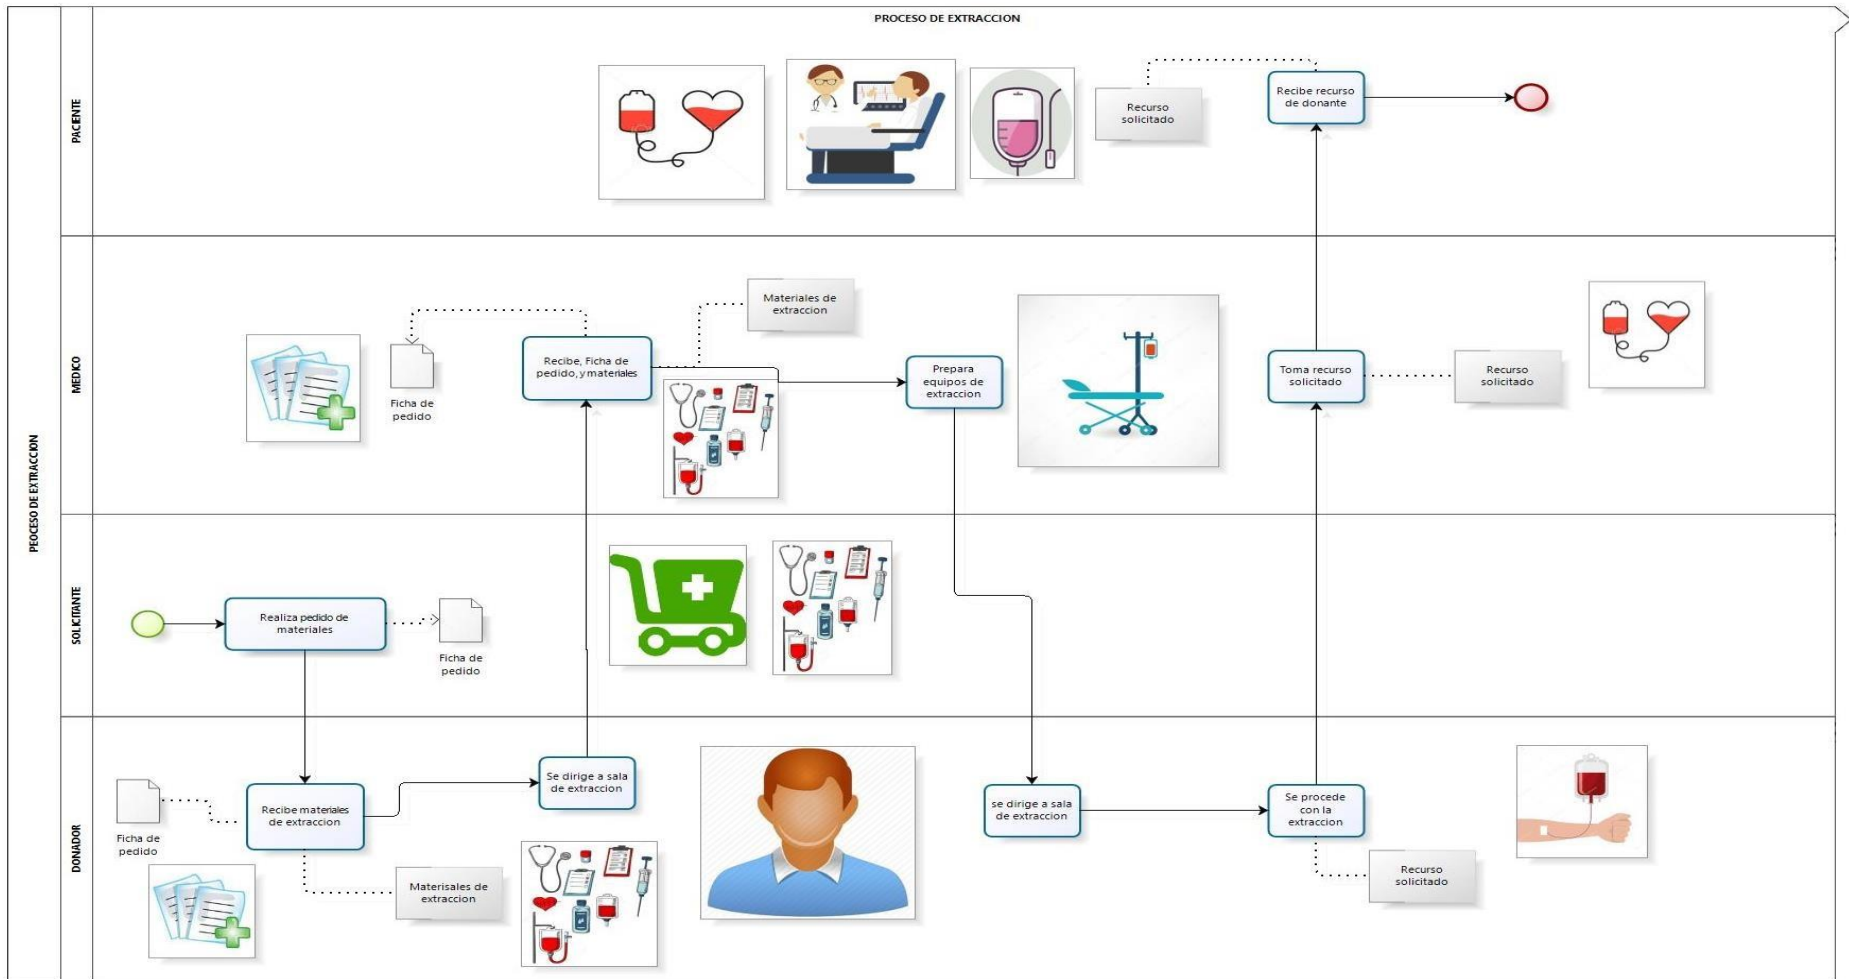 PROCESO DE EXTRACCION
PEOCESO DE EXTRACCION
PACIENTE
Recurso
solicitado
Recibe recurso
de donante
MEDICO
Ficha de
pedido
Recibe, Ficha de
pedido, y materiales
Materiales de
extraccion
Prepara
equipos de
extraccion
Toma recurso
solicitado
Recurso
solicitado
SOLICITANTE
Realiza pedido de
materiales
Ficha de
pedido
DONADOR
Ficha de
pedido
Recibe materiales
de extraccion
Materisales de
extraccion
Se dirige a sala
de extraccion
se dirige a sala
de extraccion
Se procede
con la
extraccion
Recurso
solicitado